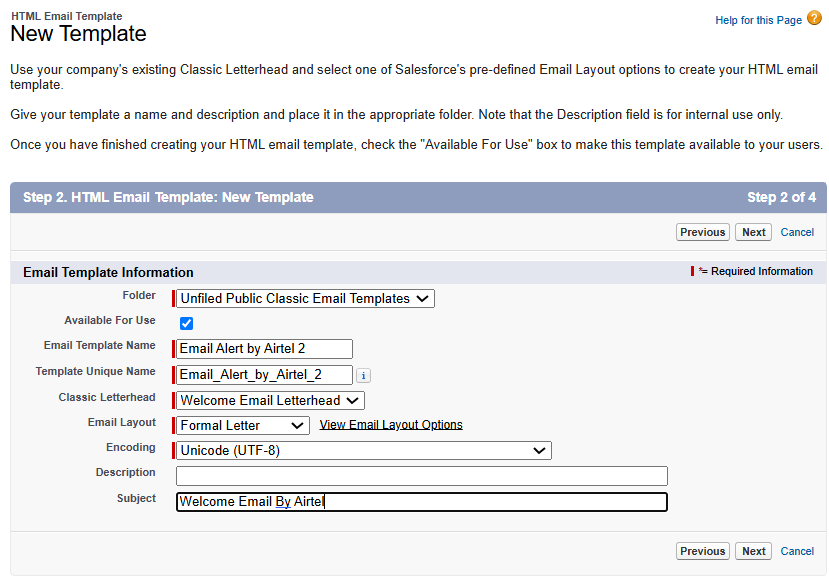 HTML Email Template
New Template
Help for this Page ?
Use your company's existing Classic Letterhead and select one of Salesforce's pre-defined Email Layout options to create your HTML email
template.
Give your template a name and description and place it in the appropriate folder. Note that the Description field is for internal use only.
Once you have finished creating your HTML email template, check the "Available For Use" box to make this template available to your users.
Step 2. HTML Email Template: New Template Step 2 of 4
Previous Next Cancel
Email Template Information *= Required Information
Folder Unfiled Public Classic Email Templates
Available For Use
Email Template Name Email Alert by Airtel 2
Template Unique Name Email_Alert_by_Airtel_2 i
Classic Letterhead Welcome Email Letterhead
Email Layout Formal Letter View Email Layout Options
Encoding Unicode (UTF-8)
Description
Subject Welcome Email By Airtel
Previous Next Cancel